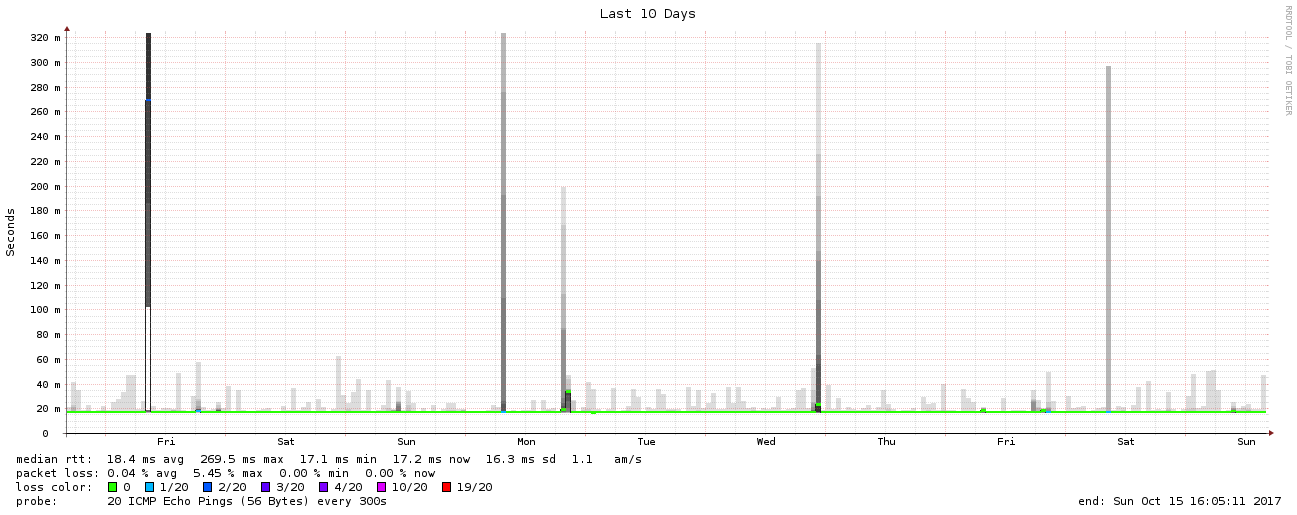 Last 10 Days
RRDTOOL / TOBI OETIKER
Seconds
320 m
300 m
280 m
260 m
240 m
220 m
200 m
180 m
160 m
140 m
120 m
100 m
80 m
60 m
40 m
20 m
0
Fri Sat Sun Mon Tue Wed Thu Fri Sat Sun
median rtt: 18.4 ms avg 269.5 ms max 17.1 ms min 17.2 ms now 16.3 ms sd 1.1 am/s
packet loss: 0.04 % avg 5.45 % max 0.00 % min 0.00 % now
loss color: 0 1/20 2/20 3/20 4/20 10/20 19/20
probe: 20 ICMP Echo Pings (56 Bytes) every 300s end: Sun Oct 15 16:05:11 2017